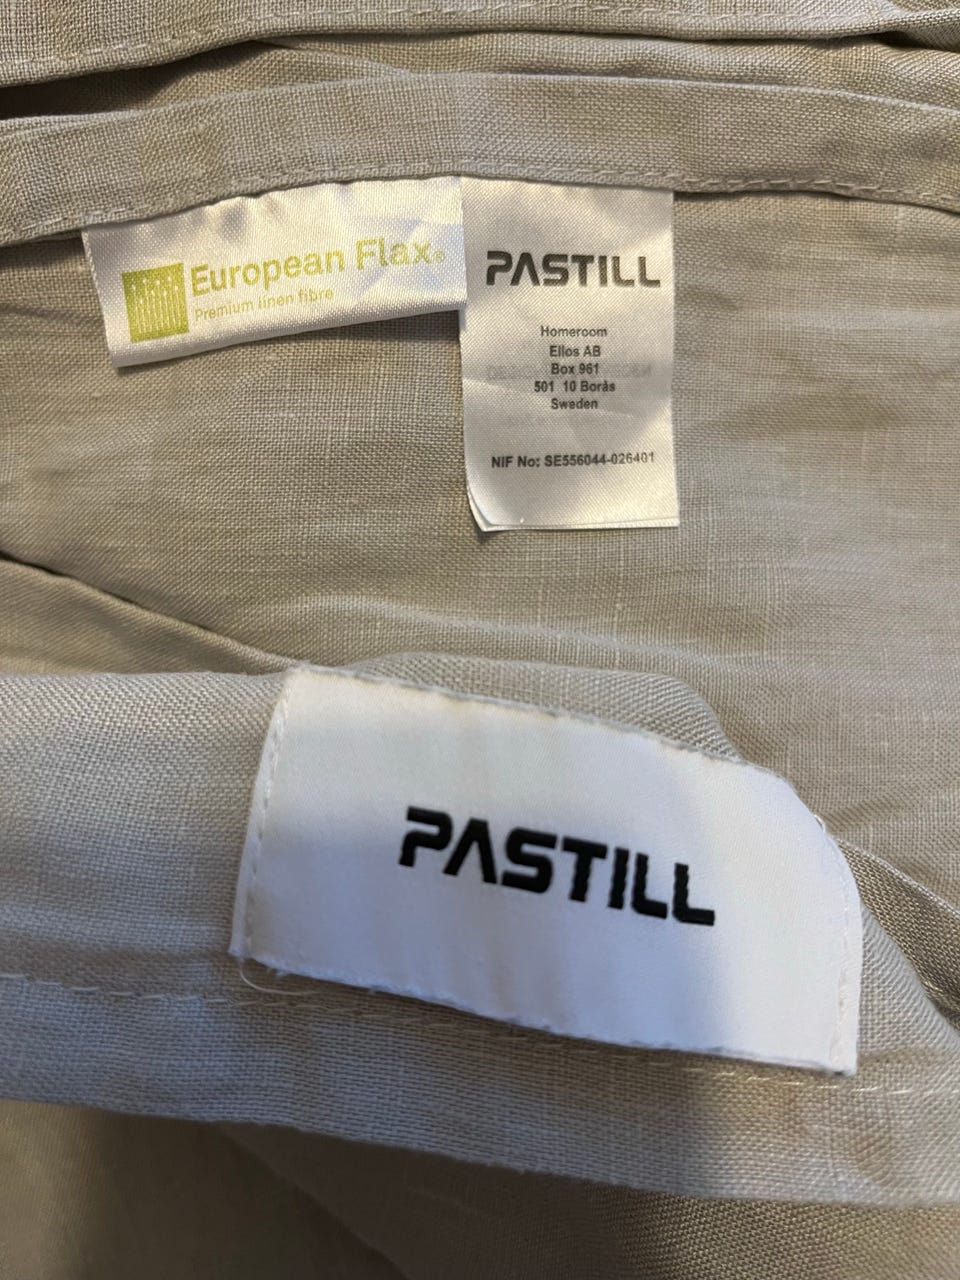 European Flax®
Premium linen fibre
PASTILL
Homeroom
Ellos AB
Box 961
501 10 Borås
Sweden
NIF No: SE556044-026401
PASTILL